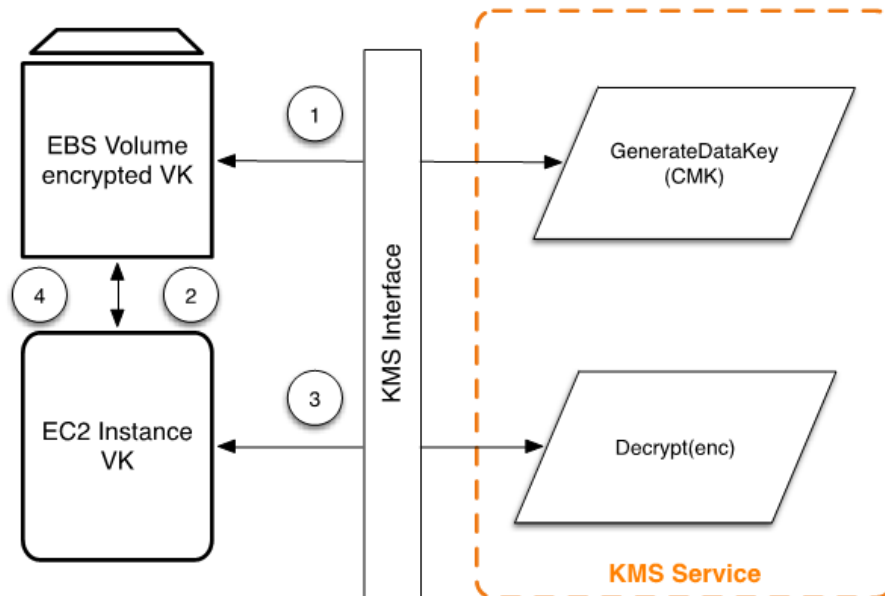 1
EBS Volume
encrypted VK
GenerateDataKey
(CMK)
4
2
KMS Interface
3
EC2 Instance
VK
Decrypt(enc)
KMS Service